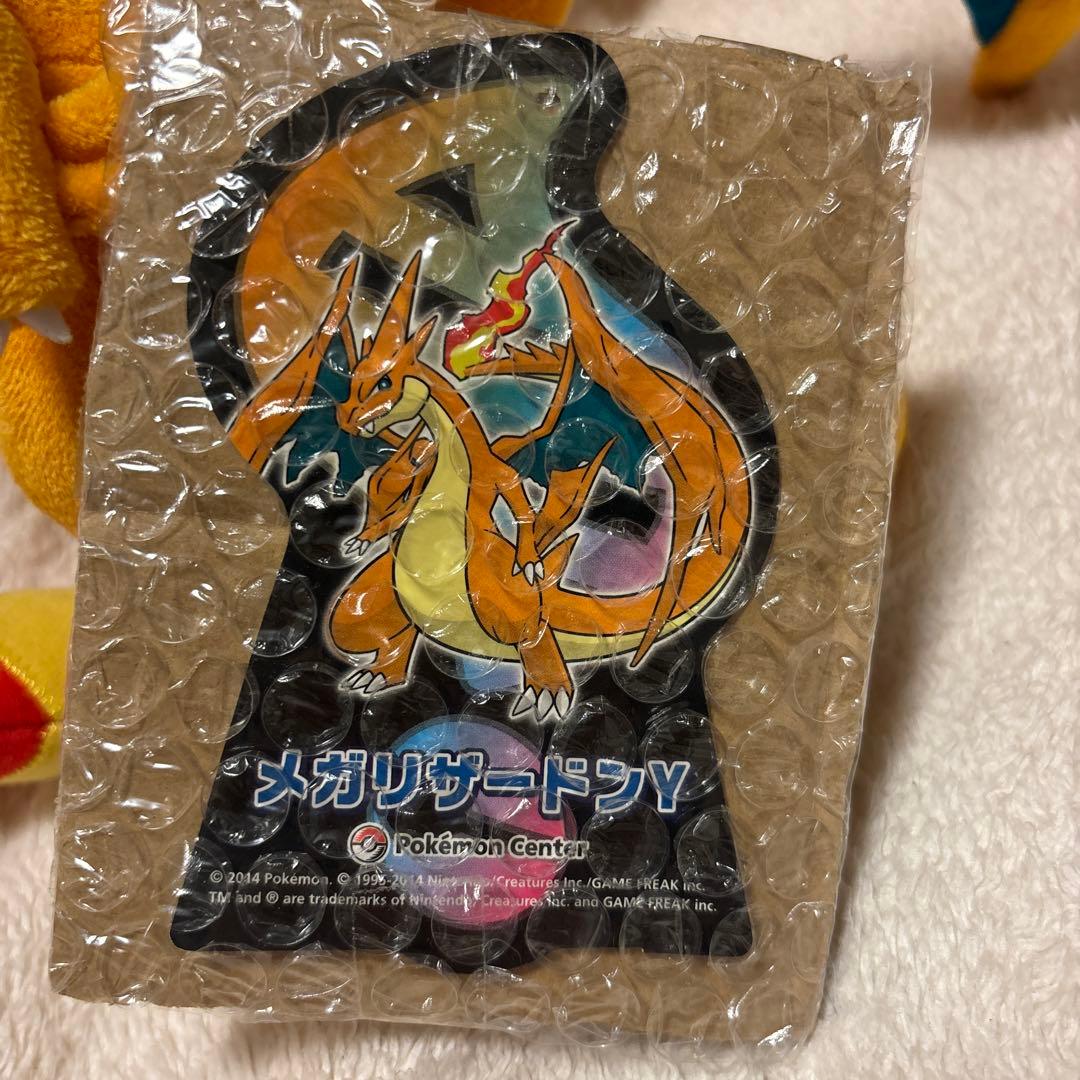 メガリザードンY
Pokémon Center
© 2014 Pokémon. © 1995-2014 Nintendo/Creatures Inc./GAME FREAK inc.
TM and ® are trademarks of Nintendo/Creatures Inc. and GAME FREAK inc.